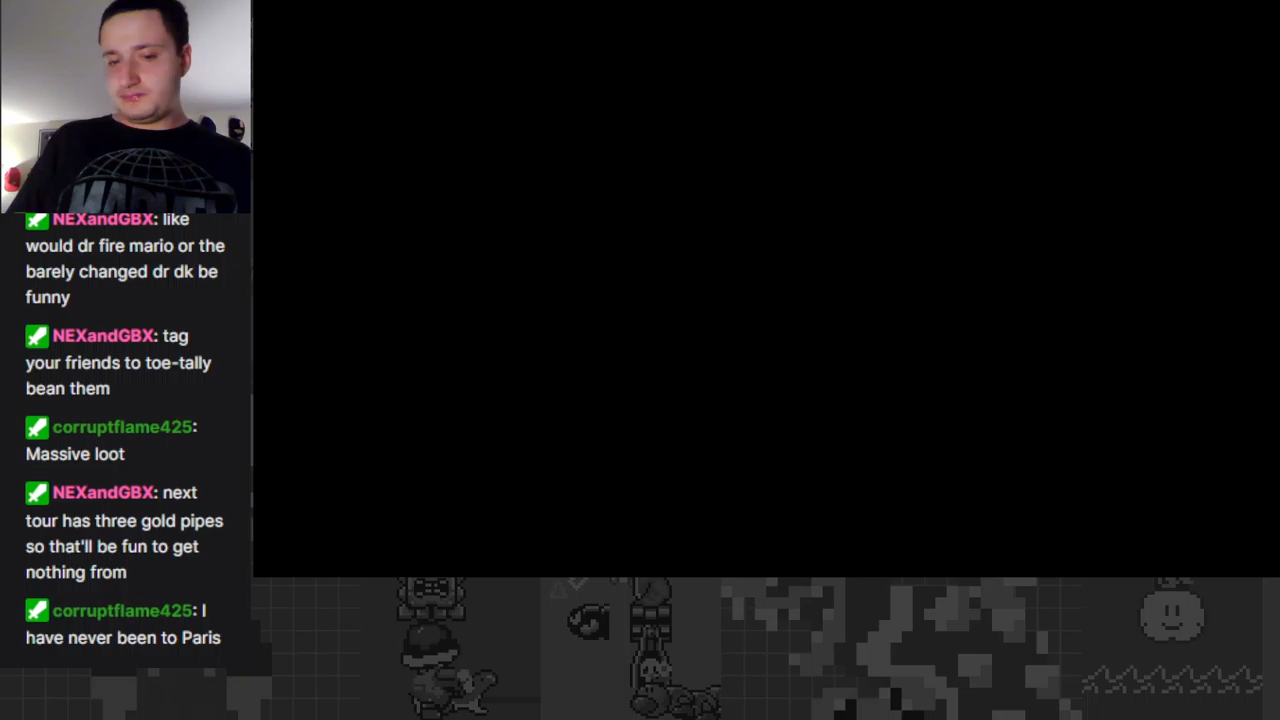 MARVEL
NEXandGBX: like
would dr fire mario or the
barely changed dr dk be
funny
NEXandGBX: tag
your friends to toe-tally
bean them
corruptflame425:
Massive loot
NEXandGBX: next
tour has three gold pipes
so that'll be fun to get
nothing from
corruptflame425: I
have never been to Paris